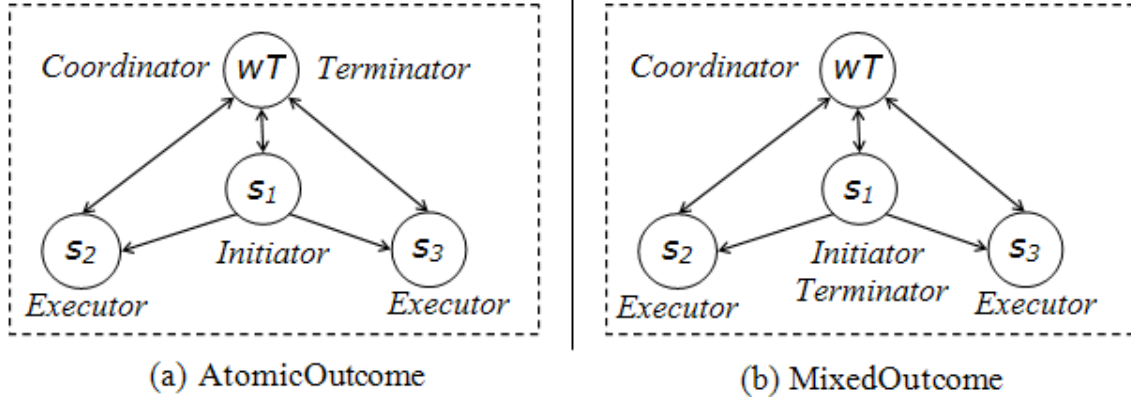 Coordinator wT Terminator
s1
s2 Initiator s3
Executor Executor
(a) AtomicOutcome
Coordinator wT
s1
s2 Initiator s3
Executor Terminator Executor
(b) MixedOutcome